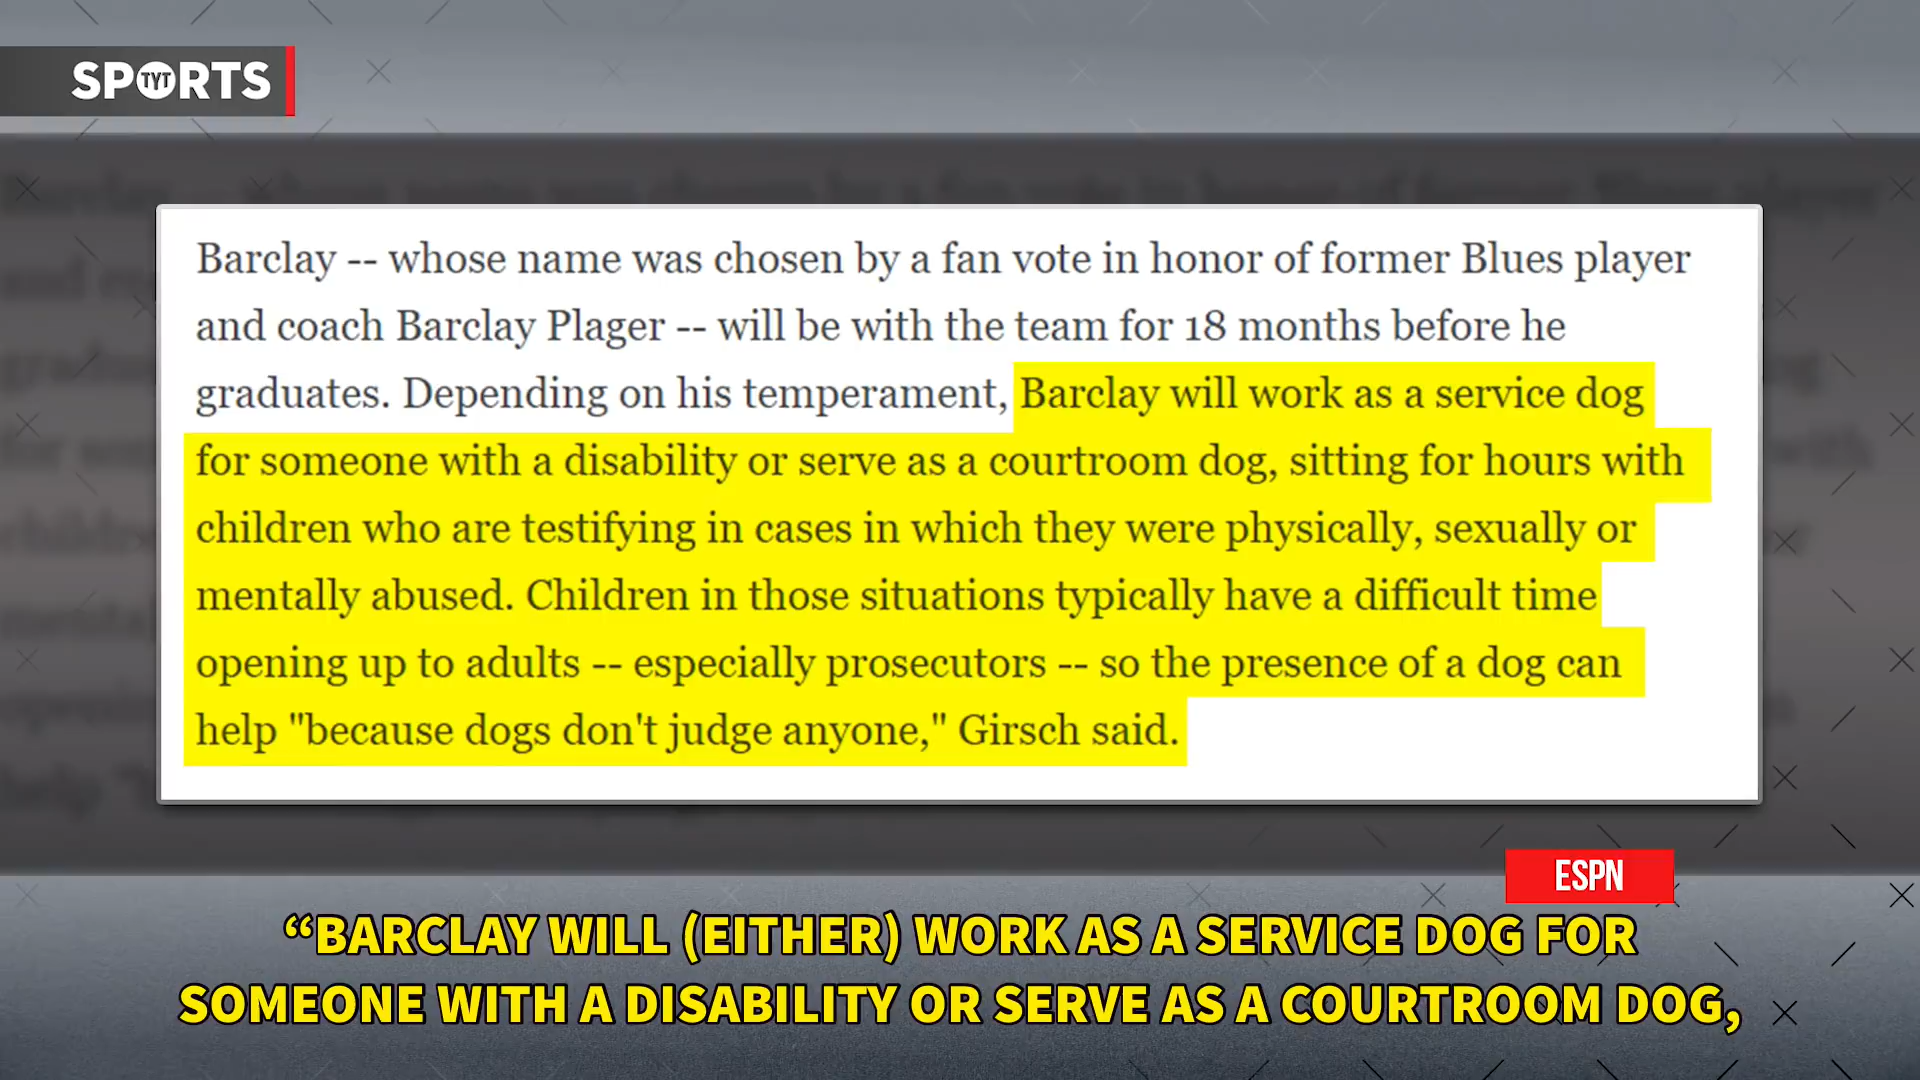 SPORTS
TYT
Barclay -- whose name was chosen by a fan vote in honor of former Blues player
and coach Barclay Plager -- will be with the team for 18 months before he
graduates. Depending on his temperament, Barclay will work as a service dog
for someone with a disability or serve as a courtroom dog, sitting for hours with
children who are testifying in cases in which they were physically, sexually or
mentally abused. Children in those situations typically have a difficult time
opening up to adults -- especially prosecutors -- so the presence of a dog can
help "because dogs don't judge anyone," Girsch said.
ESPN
“BARCLAY WILL (EITHER) WORK AS A SERVICE DOG FOR
SOMEONE WITH A DISABILITY OR SERVE AS A COURTROOM DOG,